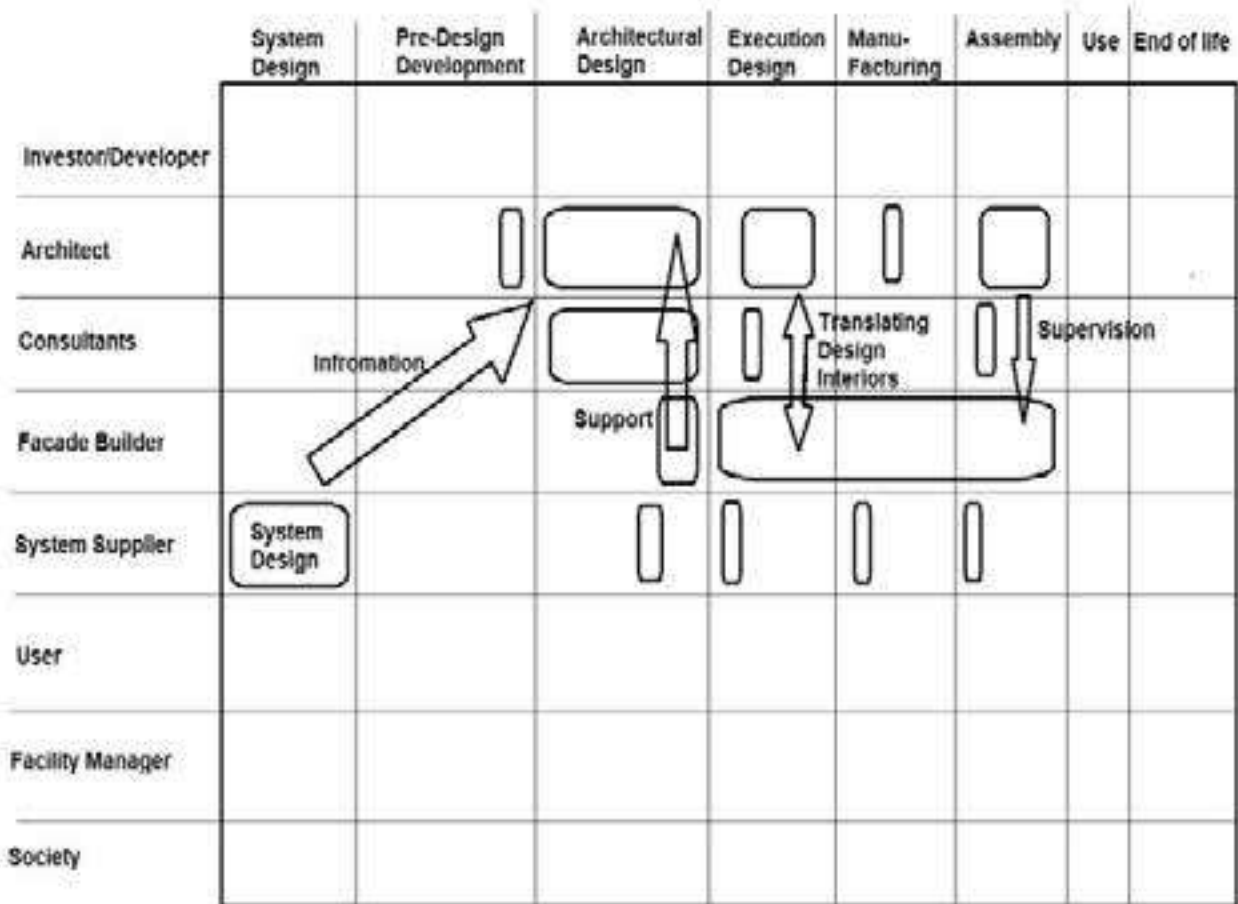 System
Design
Pre-Design
Development
Architectural
Design
Execution
Design
Manu-
Facturing
Assembly
Use
End of life
Investor/Developer
Architect
Consultants
Infromation
Translating
Design
Interiors
Supervision
Facade Builder
Support
System Supplier
System
Design
User
Facility Manager
Society